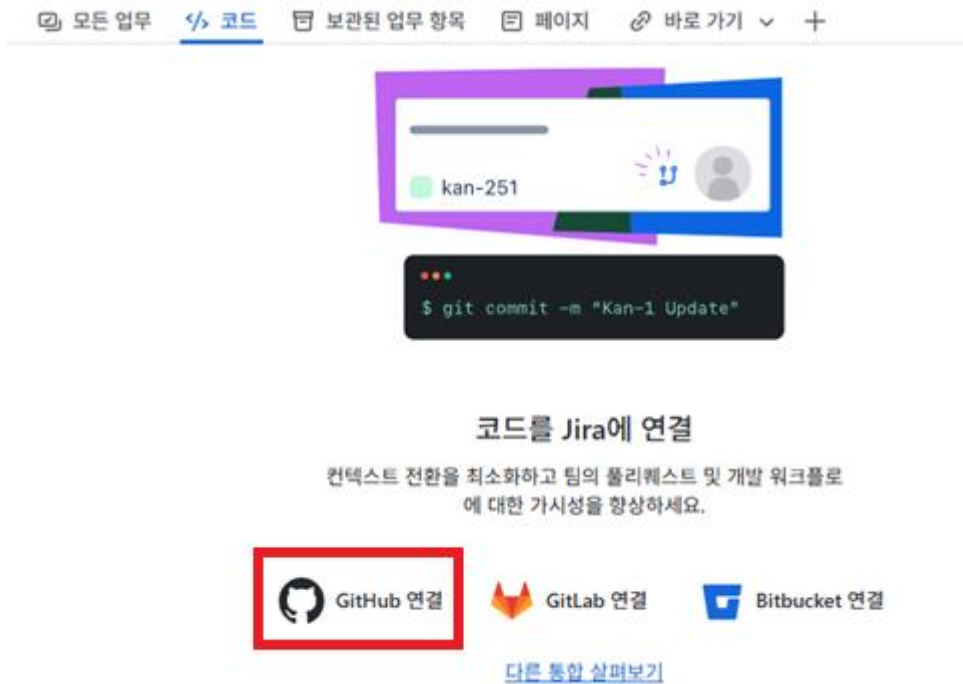 모든 업무 코드 보관된 업무 항목 페이지 바로 가기
kan-251
$ git commit -m "Kan-1 Update"
코드를 Jira에 연결
컨텍스트 전환을 최소화하고 팀의 풀리퀘스트 및 개발 워크플로
에 대한 가시성을 향상하세요.
GitHub 연결 GitLab 연결 Bitbucket 연결
다른 통합 살펴보기